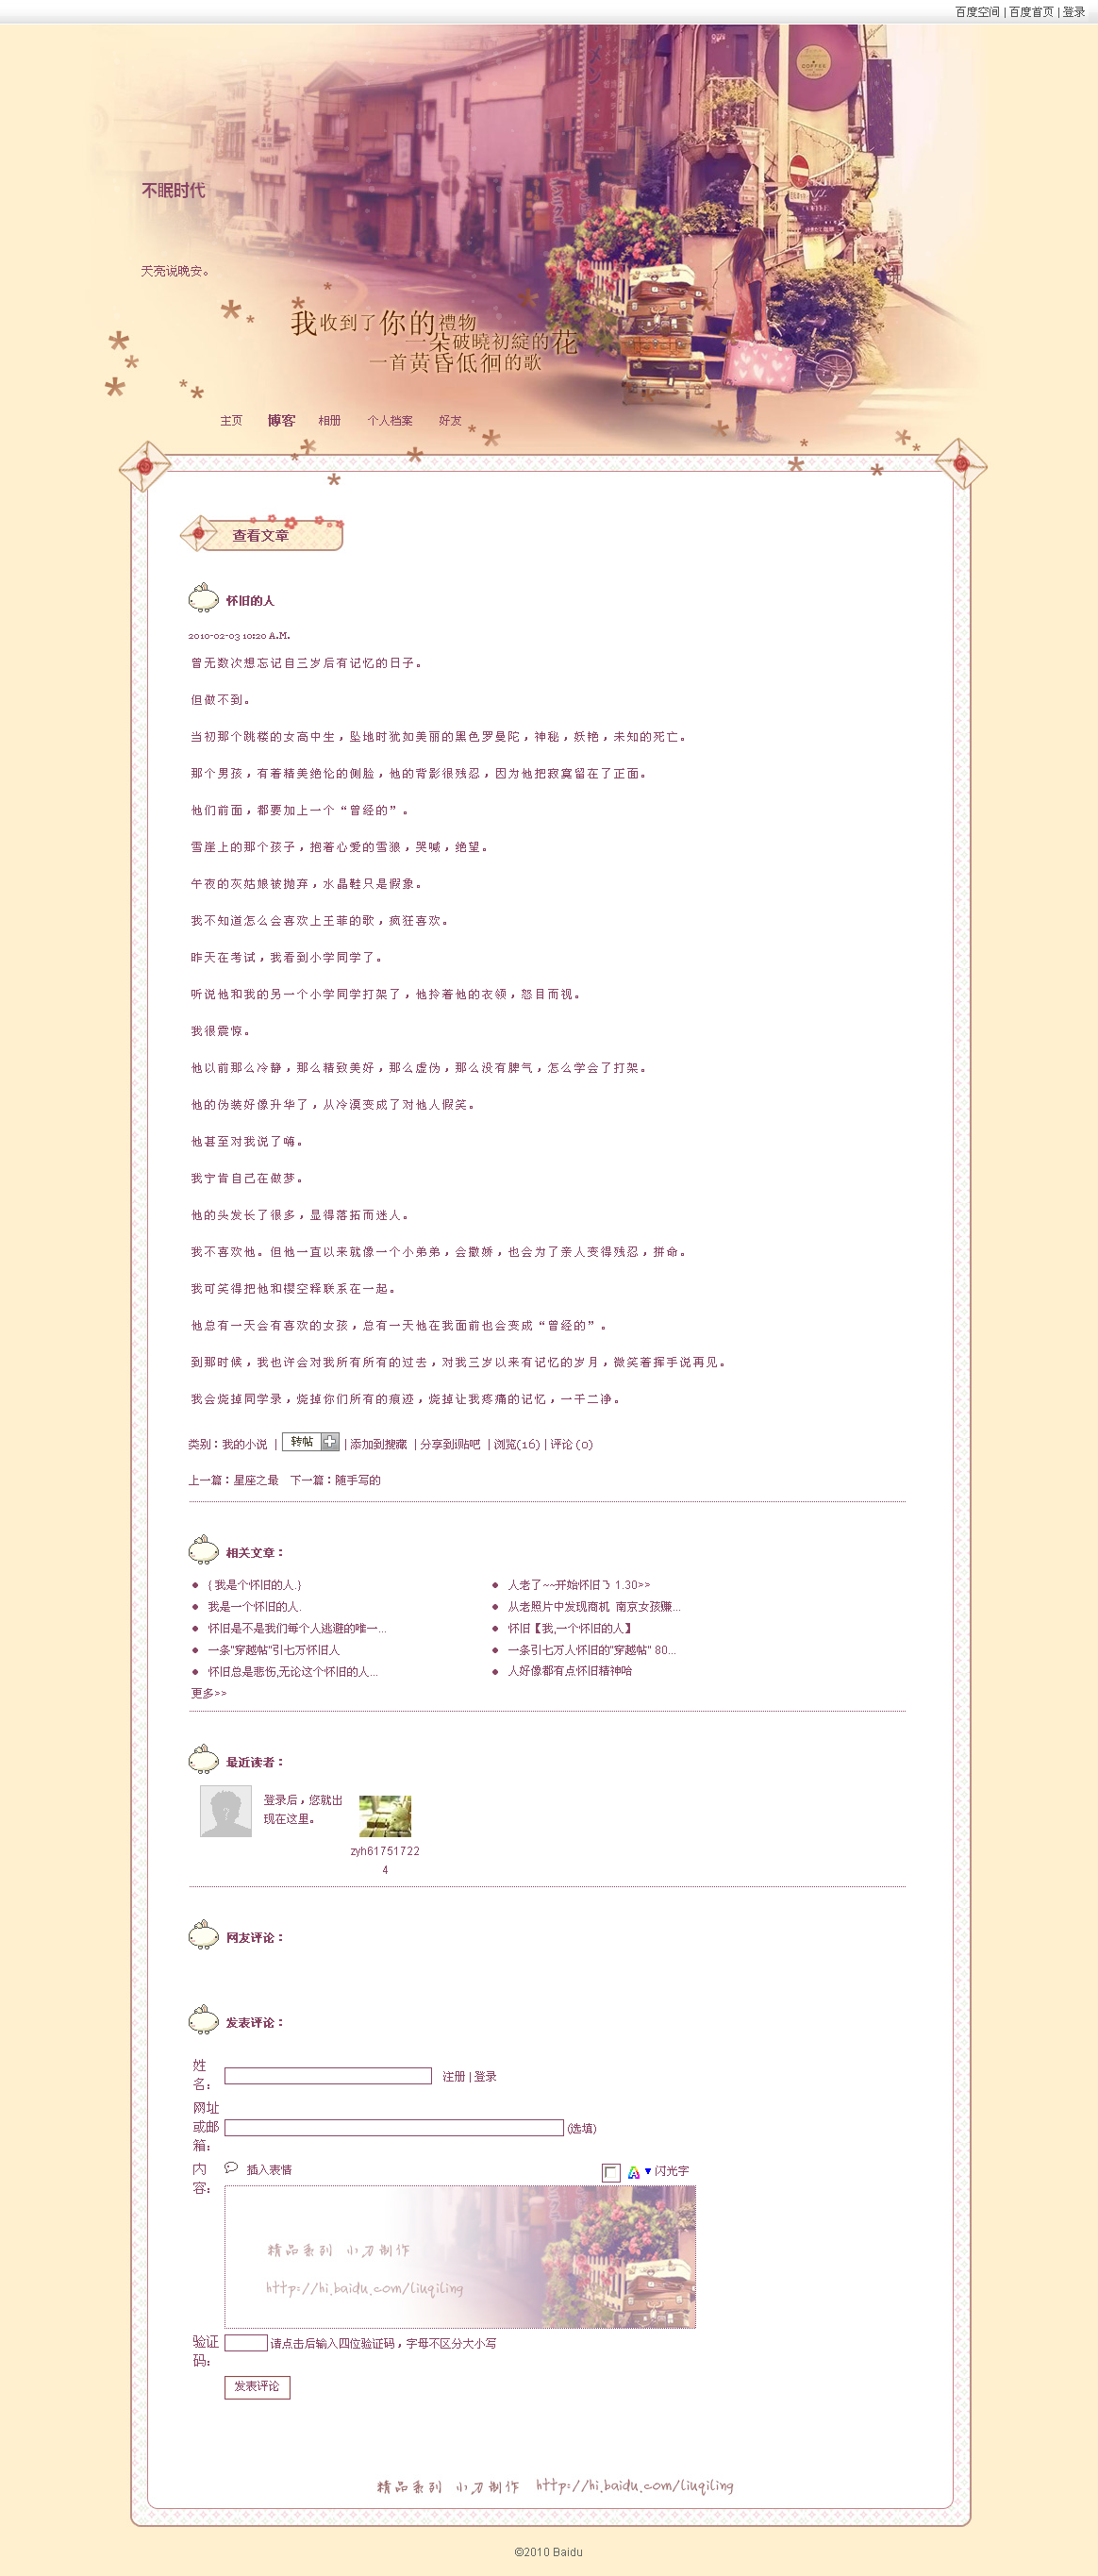 百度空间 | 百度首页 | 登录
COFFEE
不眠时代
天亮说晚安。
我收到了你的禮物
一朵破曉初綻的花
一首黄昏低徊的歌
主页 博客 相册 个人档案 好友
查看文章
怀旧的人
2010-02-03 10:20 A.M.
曾无数次想忘记自三岁后有记忆的日子。
但做不到。
当初那个跳楼的女高中生，坠地时犹如美丽的黑色罗曼陀，神秘，妖艳，未知的死亡。
那个男孩，有着精美绝伦的侧脸，他的背影很残忍，因为他把寂寞留在了正面。
他们前面，都要加上一个“曾经的”。
雪崖上的那个孩子，抱着心爱的雪狼，哭喊，绝望。
午夜的灰姑娘被抛弃，水晶鞋只是假象。
我不知道怎么会喜欢上王菲的歌，疯狂喜欢。
昨天在考试，我看到小学同学了。
听说他和我的另一个小学同学打架了，他拎着他的衣领，怒目而视。
我很震惊。
他以前那么冷静，那么精致美好，那么虚伪，那么没有脾气，怎么学会了打架。
他的伪装好像升华了，从冷漠变成了对他人假笑。
他甚至对我说了嗨。
我宁肯自己在做梦。
他的头发长了很多，显得落拓而迷人。
我不喜欢他。但他一直以来就像一个小弟弟，会撒娇，也会为了亲人变得残忍，拼命。
我可笑得把他和樱空释联系在一起。
他总有一天会有喜欢的女孩，总有一天他在我面前也会变成“曾经的”。
到那时候，我也许会对我所有所有的过去，对我三岁以来有记忆的岁月，微笑着挥手说再见。
我会烧掉同学录，烧掉你们所有的痕迹，烧掉让我疼痛的记忆，一干二净。
类别：我的小说 | 转帖 | 添加到搜藏 | 分享到i贴吧 | 浏览(16) | 评论 (0)
上一篇：星座之最 下一篇：随手写的
相关文章：
{ 我是个怀旧的人.} 人老了~~开始怀旧了 1.30>>
我是一个怀旧的人. 从老照片中发现商机 南京女孩赚...
怀旧是不是我们每个人逃避的唯一... 怀旧【我,一个怀旧的人】
一条"穿越帖"引七万怀旧人 一条引七万人怀旧的"穿越帖" 80...
怀旧总是悲伤,无论这个怀旧的人... 人好像都有点怀旧精神哈
更多>>
最近读者：
登录后，您就出
现在这里。
zyh61751722
4
网友评论：
发表评论：
姓
名： 注册 | 登录
网址
或邮
箱： (选填)
内
容： 插入表情 闪光字
精品系列 小刀制作
http://hi.baidu.com/liuqiling
验证
码： 请点击后输入四位验证码，字母不区分大小写
发表评论
精品系列 小刀制作 http://hi.baidu.com/liuqiling
©2010 Baidu